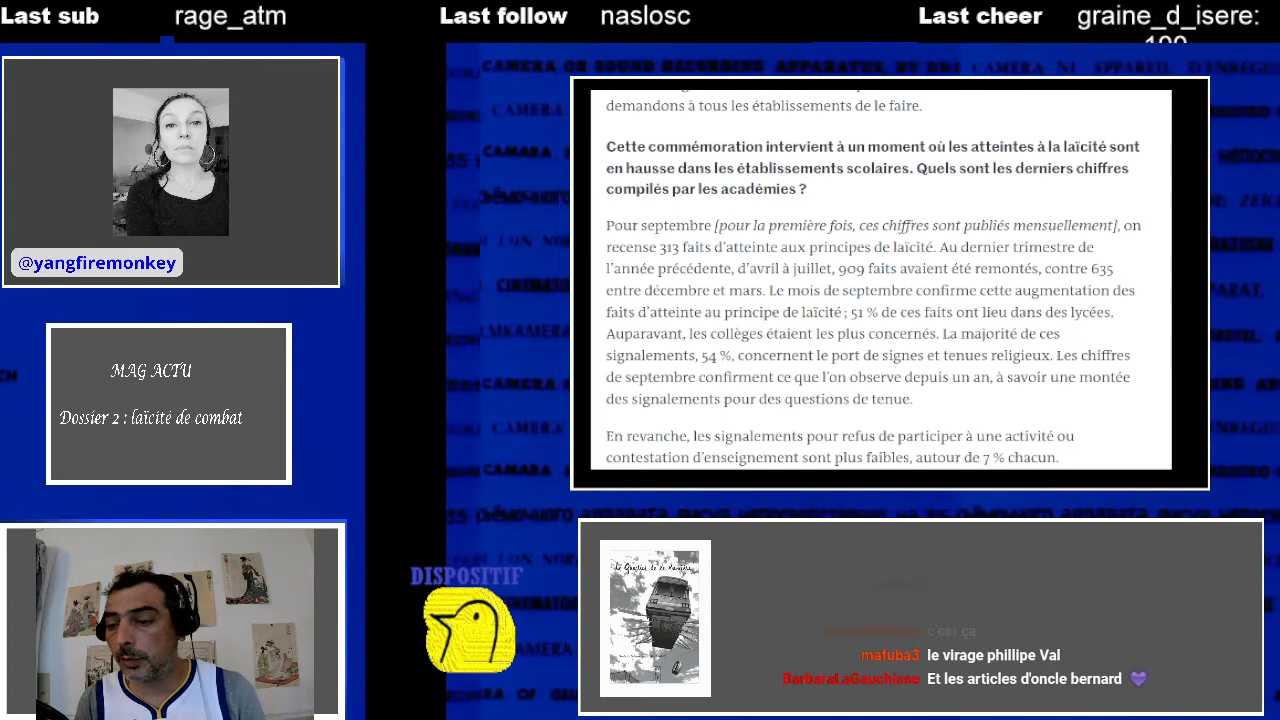 Last sub
rage_atm
Last follow
naslosc
Last cheer
graine_d_isere:
@yangfiremonkey
MAG ACTU
Dossier 2 : laïcité de combat
demandons à tous les établissements de le faire.
Cette commémoration intervient à un moment où les atteintes à la laïcité sont
en hausse dans les établissements scolaires. Quels sont les derniers chiffres
compilés par les académies ?
Pour septembre [pour la première fois, ces chiffres sont publiés mensuellement], on
recense 313 faits d’atteinte aux principes de laïcité. Au dernier trimestre de
l’année précédente, d’avril à juillet, 909 faits avaient été remontés, contre 635
entre décembre et mars. Le mois de septembre confirme cette augmentation des
faits d’atteinte au principe de laïcité ; 51 % de ces faits ont lieu dans des lycées.
Auparavant, les collèges étaient les plus concernés. La majorité de ces
signalements, 54 %, concernent le port de signes et tenues religieux. Les chiffres
de septembre confirment ce que l’on observe depuis un an, à savoir une montée
des signalements pour des questions de tenue.
En revanche, les signalements pour refus de participer à une activité ou
contestation d’enseignement sont plus faibles, autour de 7 % chacun.
DISPOSITIF
c'est ça
mafuba3 le virage phillipe Val
BarbaraLaGauchisse Et les articles d'oncle bernard